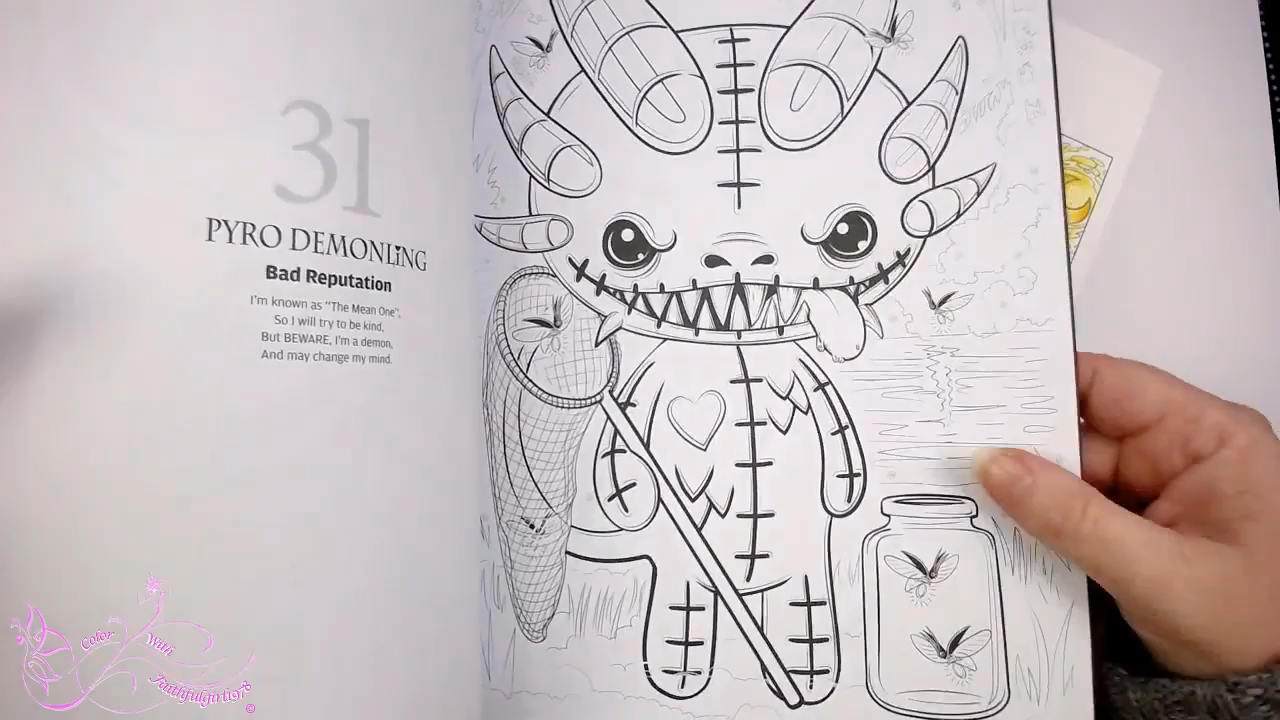 31
PYRO DEMONLiNG
Bad Reputation
I'm known as "The Mean One",
So I will try to be kind,
But BEWARE, I'm a demon,
And may change my mind.
Color With
Faithfulgirl1978